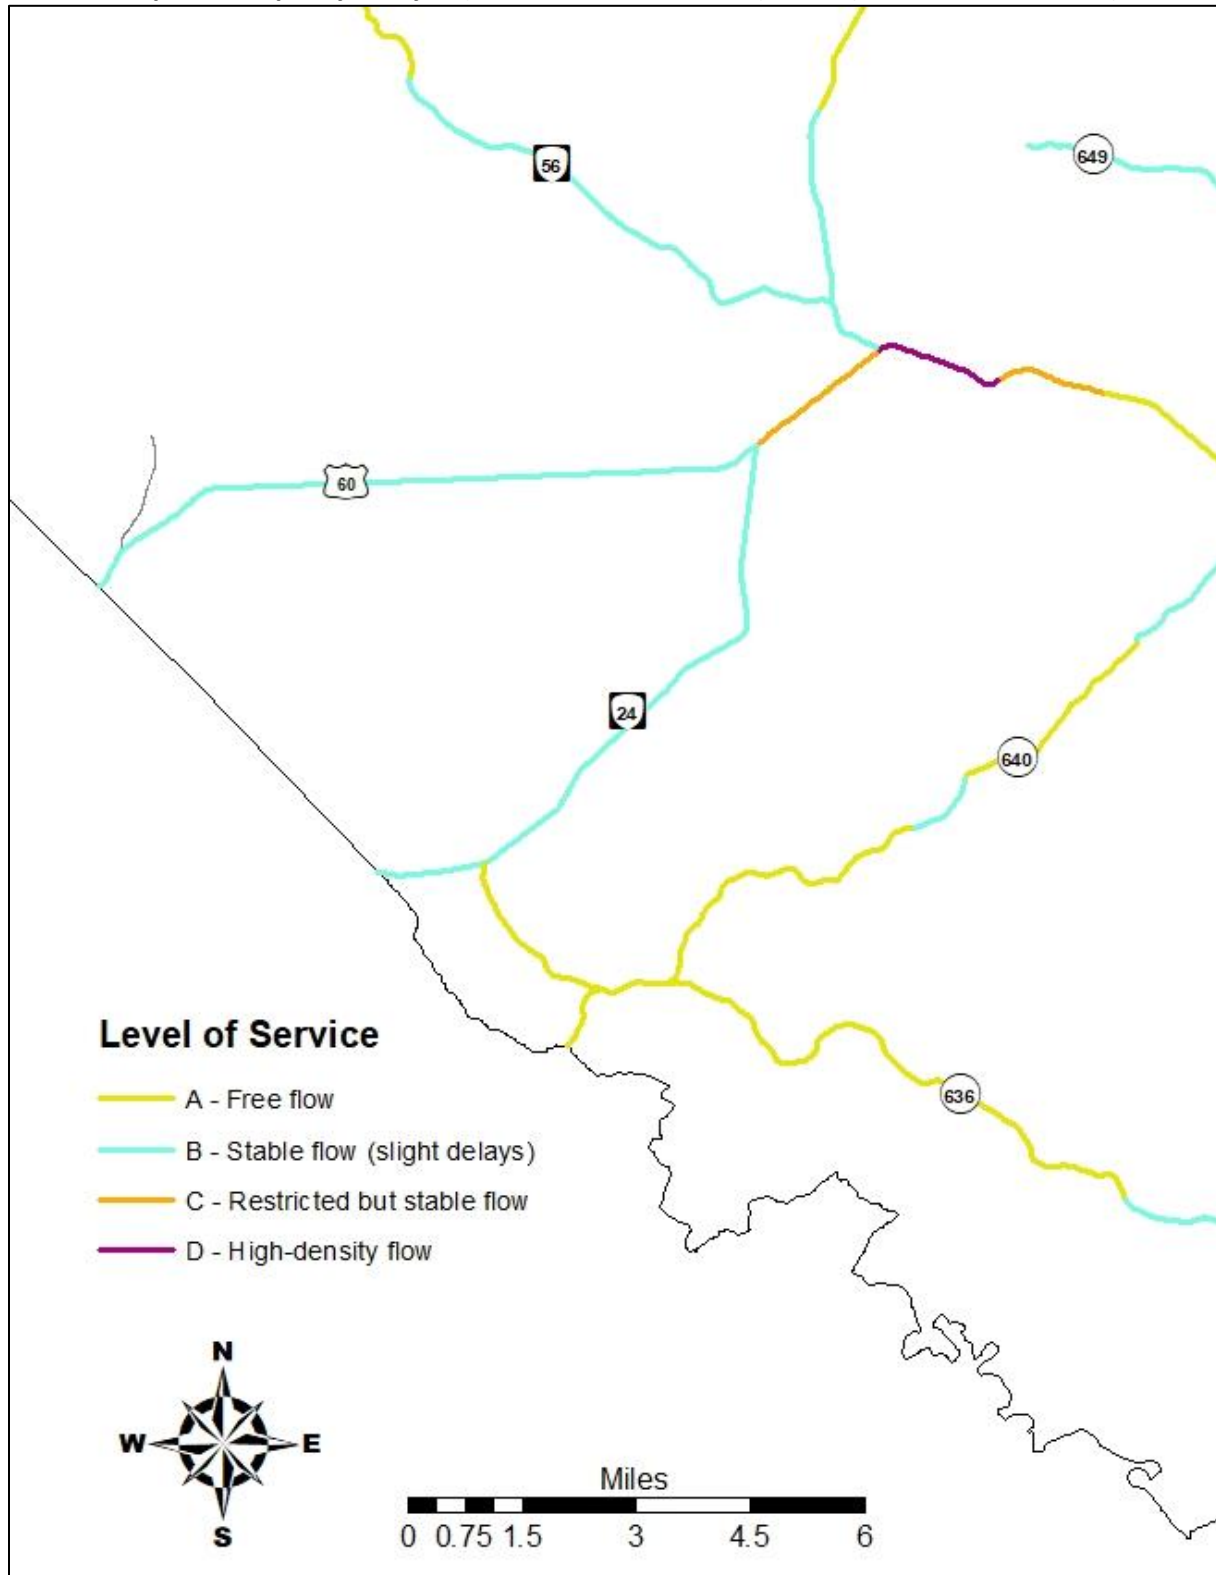 56
649
60
24
640
636
Level of Service
A - Free flow
B - Stable flow (slight delays)
C - Restricted but stable flow
D - High-density flow
N
W E
S
Miles
0 0.75 1.5 3 4.5 6